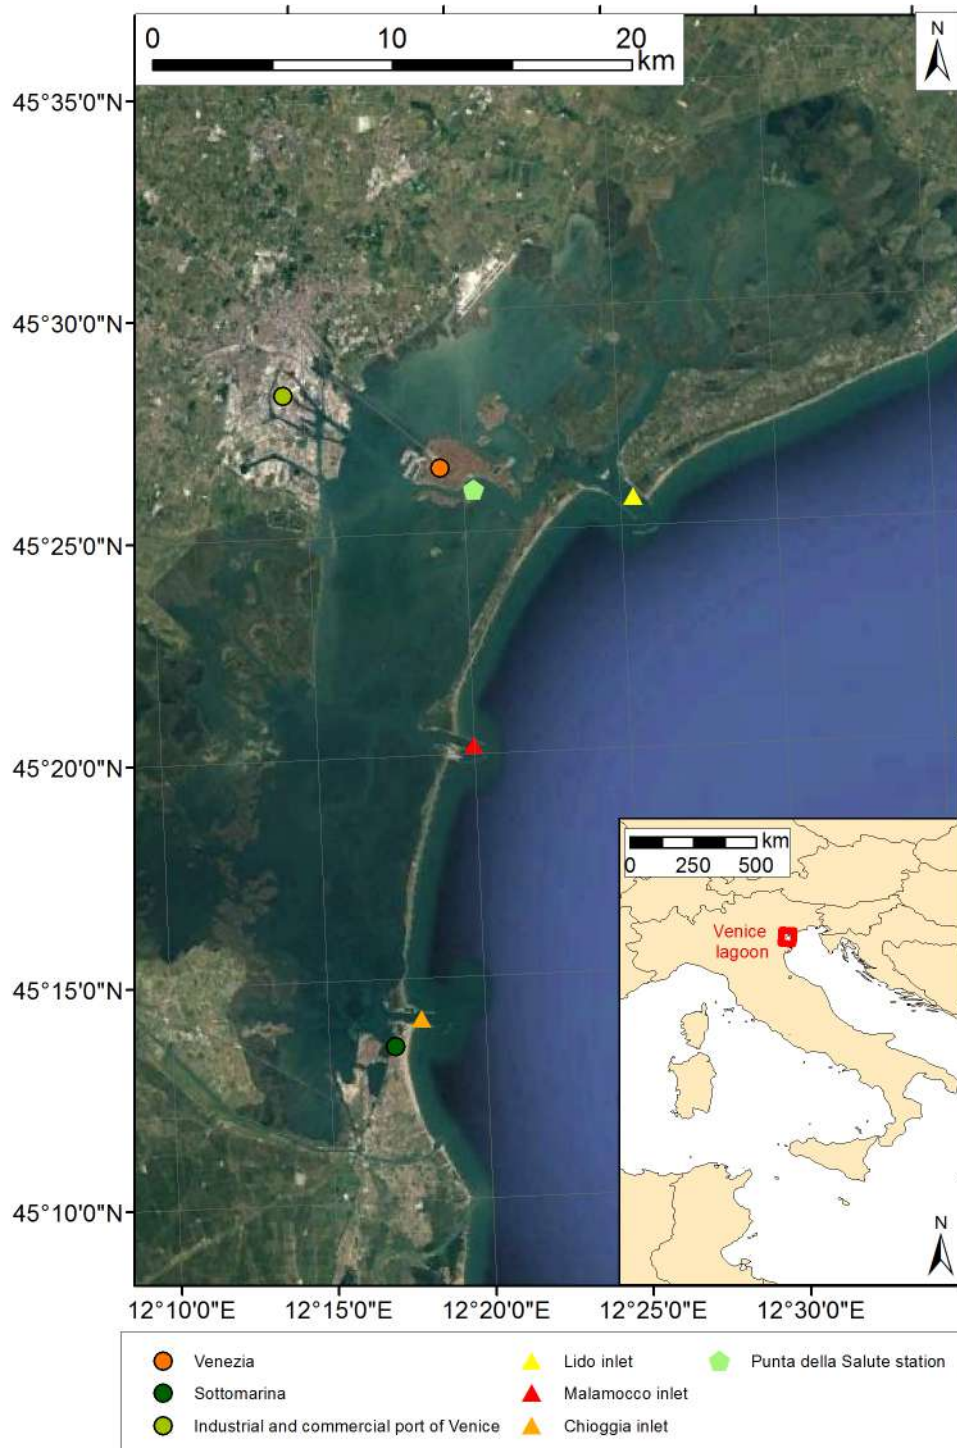 0 10 20
km
N
45°35'0"N
45°30'0"N
45°25'0"N
45°20'0"N
45°15'0"N
45°10'0"N
km
0 250 500
Venice
lagoon
N
12°10'0"E 12°15'0"E 12°20'0"E 12°25'0"E 12°30'0"E
Venezia Lido inlet Punta della Salute station
Sottomarina Malamocco inlet
Industrial and commercial port of Venice Chioggia inlet